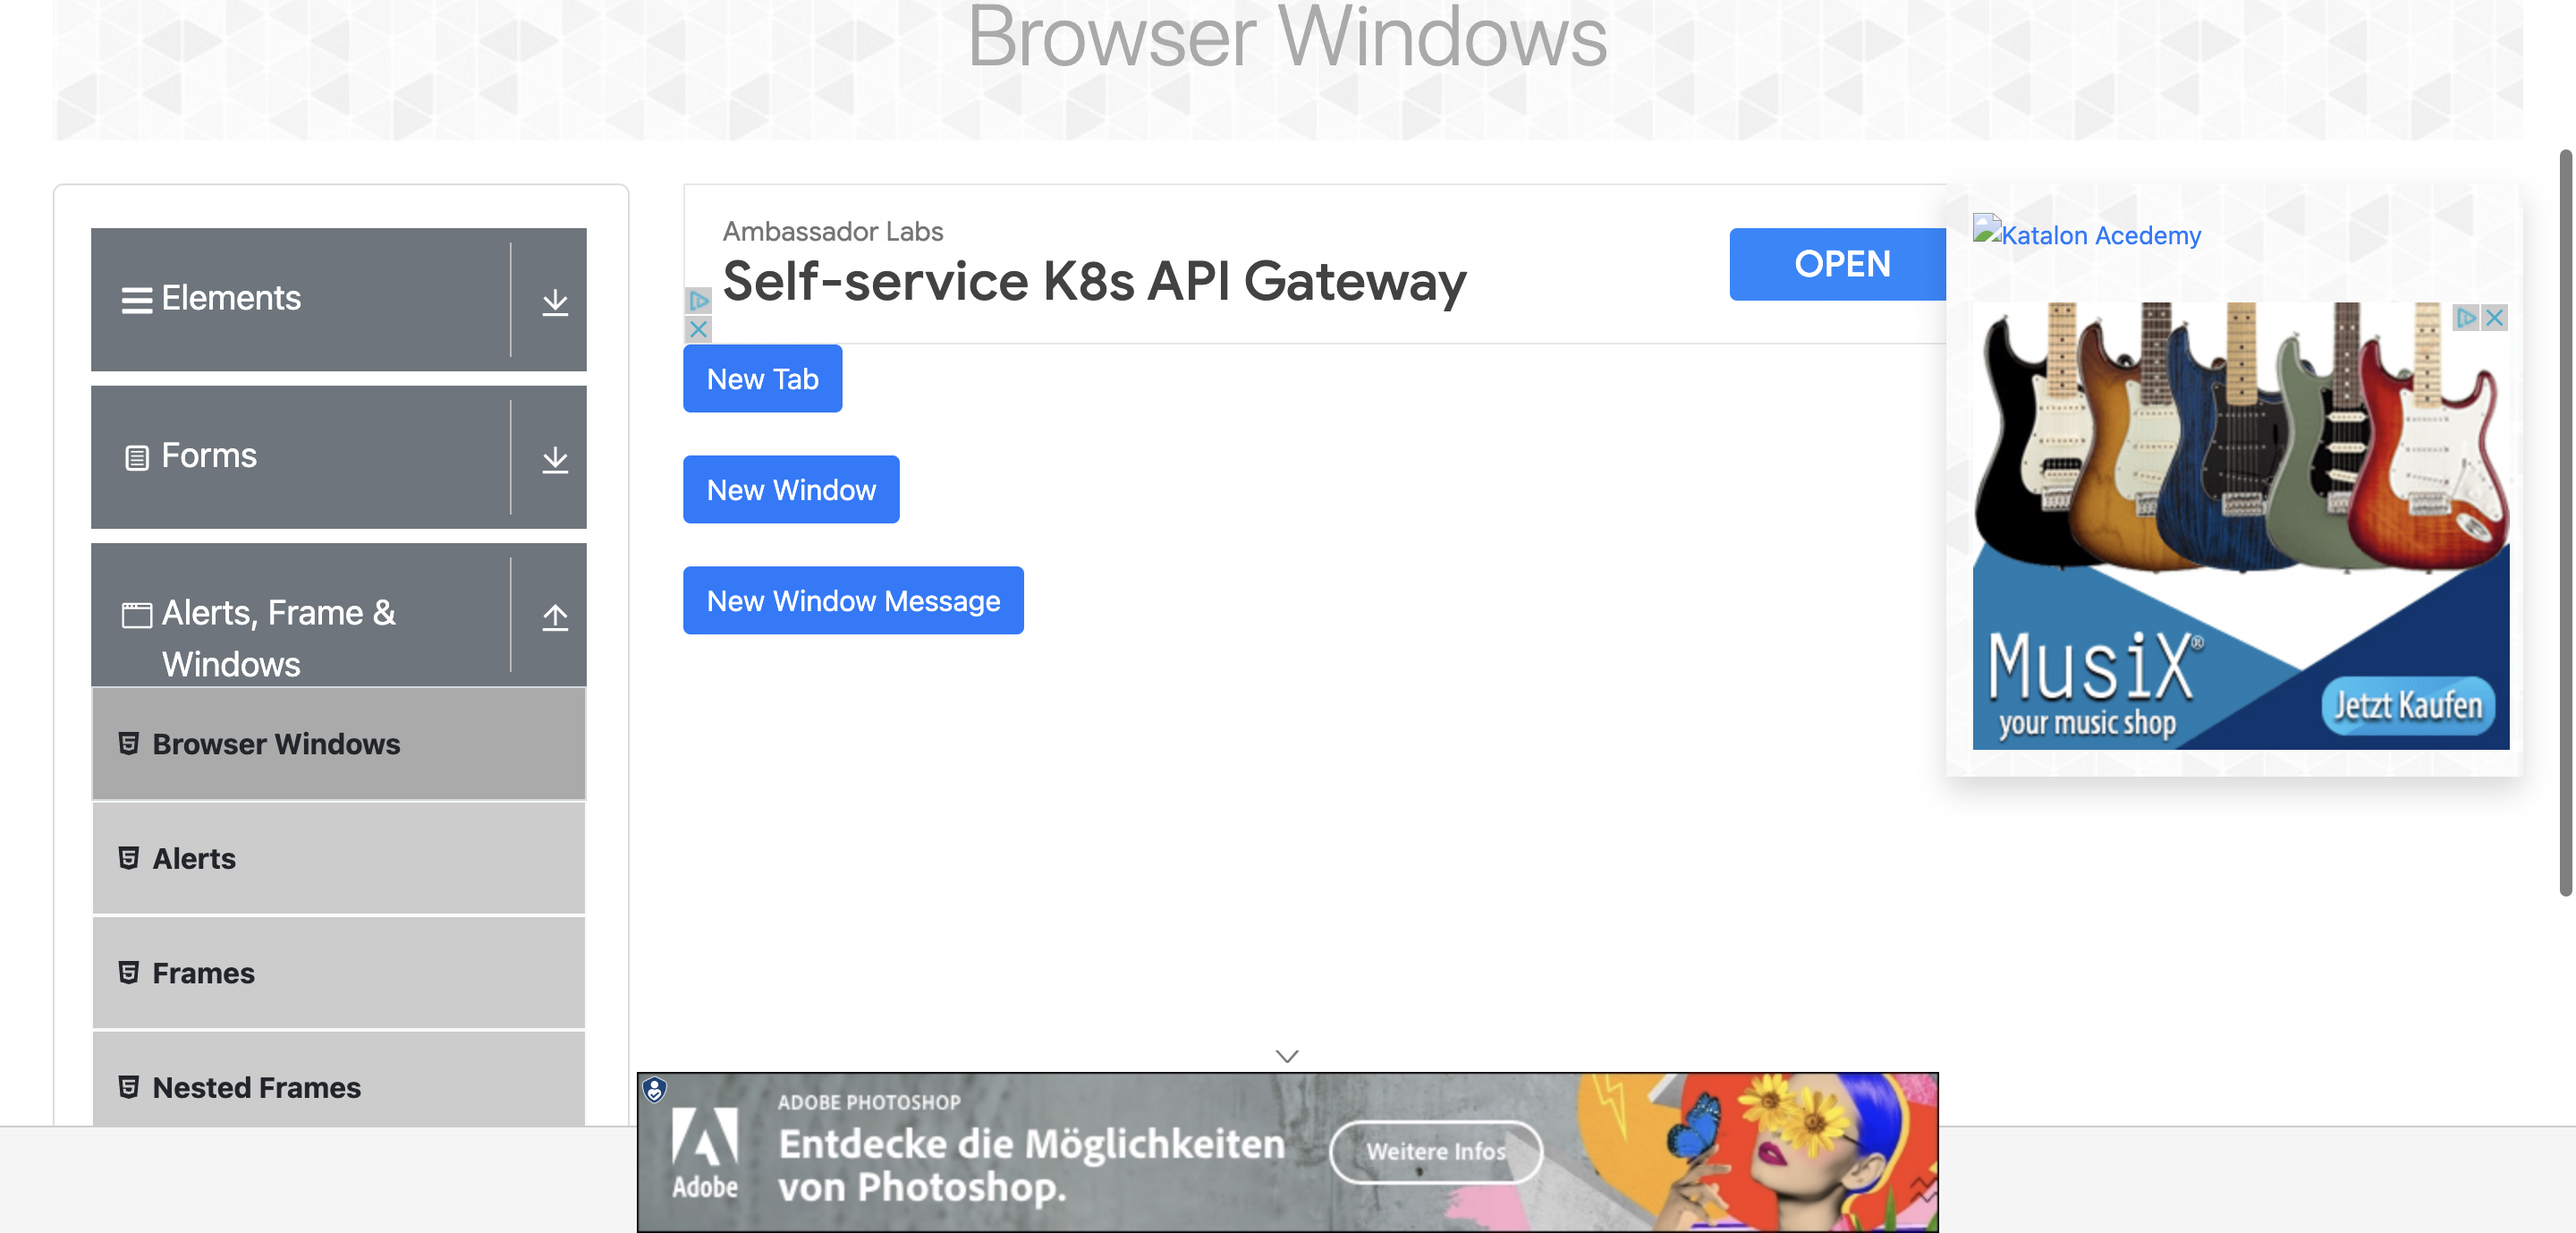 Browser Windows
Elements
Forms
Alerts, Frame &
Windows
Browser Windows
Alerts
Frames
Nested Frames
Ambassador Labs
Self-service K8s API Gateway
OPEN
New Tab
New Window
New Window Message
Katalon Acedemy
MusiX®
your music shop
Jetzt Kaufen
ADOBE PHOTOSHOP
Entdecke die Möglichkeiten
von Photoshop.
Adobe
Weitere Infos